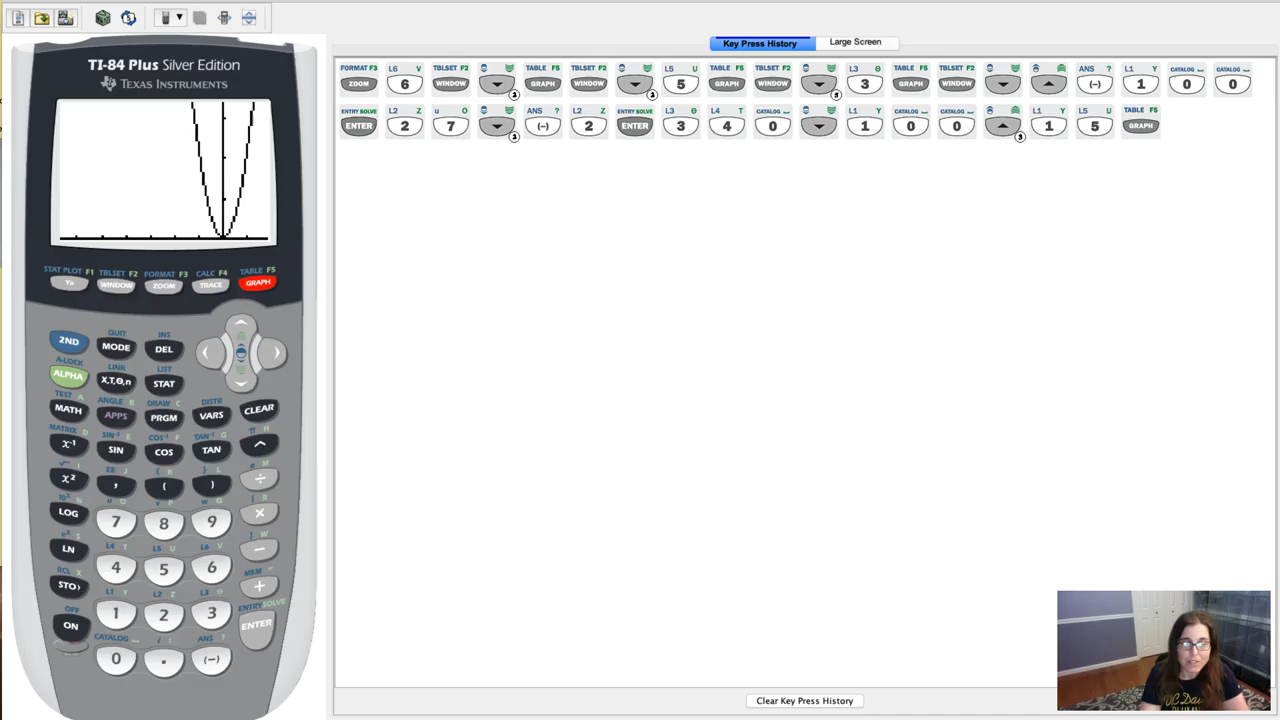 Key Press History
Large Screen
TI-84 Plus Silver Edition
TEXAS INSTRUMENTS
FORMAT F3 L6 V TBLSET F2 TABLE F5 TBLSET F2 L5 U TABLE F5 TBLSET F2 L3 Θ TABLE F5 TBLSET F2 ANS ? L1 Y CATALOG CATALOG
ZOOM 6 WINDOW GRAPH WINDOW 5 GRAPH WINDOW 3 GRAPH WINDOW (-) 1 0 0
ENTRY SOLVE L2 Z u O ANS ? L2 Z ENTRY SOLVE L3 Θ L4 T CATALOG L1 Y CATALOG CATALOG L1 Y L5 U TABLE F5
ENTER 2 7 (-) 2 ENTER 3 4 0 1 0 0 1 5 GRAPH
STAT PLOT F1 TBLSET F2 FORMAT F3 CALC F4 TABLE F5
Y= WINDOW ZOOM TRACE GRAPH
QUIT INS
2ND MODE DEL
A-LOCK LINK LIST
ALPHA X,T,Θ,n STAT
TEST A ANGLE B DRAW C DISTR
MATH APPS PRGM VARS CLEAR
MATRIX D SIN⁻¹ E COS⁻¹ F TAN⁻¹ G π H
x⁻¹ SIN COS TAN ^
√ I EE J { K } L e M
x² , ( ) ÷
10ˣ N u O v P w Q [ R
LOG 7 8 9 ×
eˣ S L4 T L5 U L6 V ] W
LN 4 5 6 −
RCL X L1 Y L2 Z L3 Θ MEM "
STO› 1 2 3 +
OFF CATALOG i : ANS ? ENTRY SOLVE
ON 0 . (-) ENTER
Clear Key Press History
UC Davis